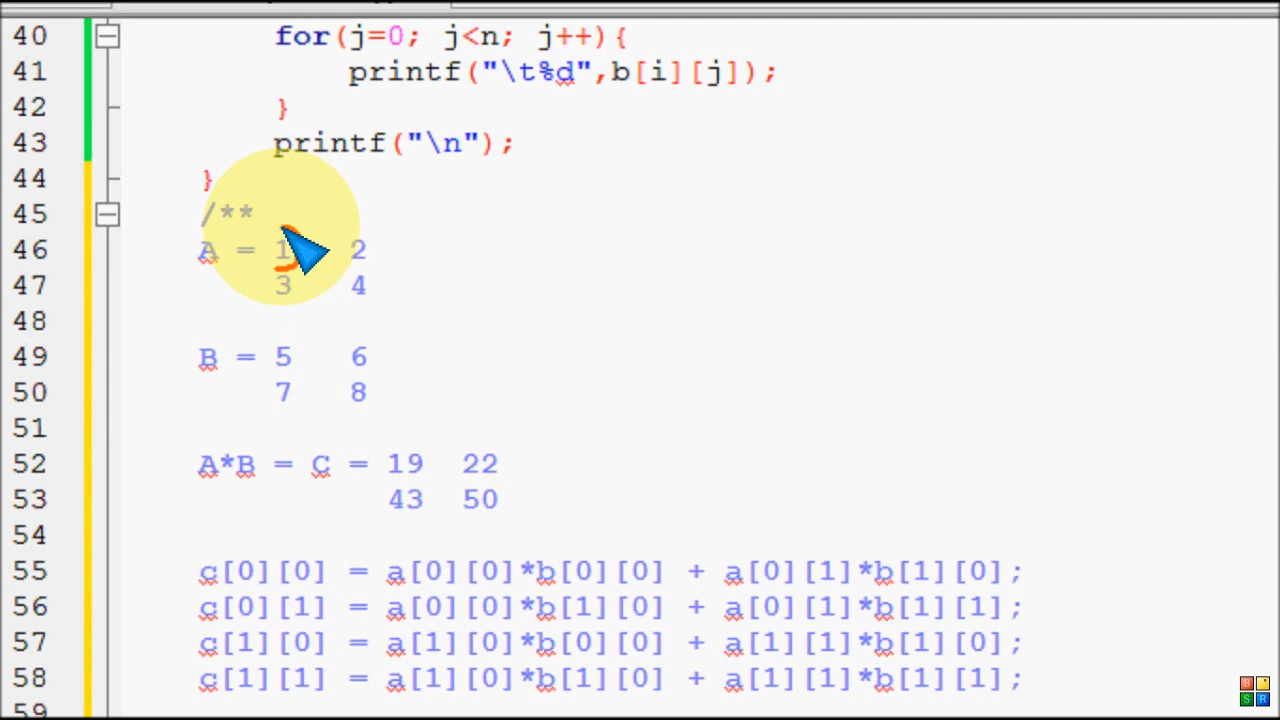 40 for(j=0; j<n; j++){
41 printf("\t%d",b[i][j]);
42 }
43 printf("\n");
44 }
45 /**
46 A = 1 2
47 3 4
48
49 B = 5 6
50 7 8
51
52 A*B = C = 19 22
53 43 50
54
55 c[0][0] = a[0][0]*b[0][0] + a[0][1]*b[1][0];
56 c[0][1] = a[0][0]*b[1][0] + a[0][1]*b[1][1];
57 c[1][0] = a[1][0]*b[0][0] + a[1][1]*b[1][0];
58 c[1][1] = a[1][0]*b[1][0] + a[1][1]*b[1][1];
59
B
S R